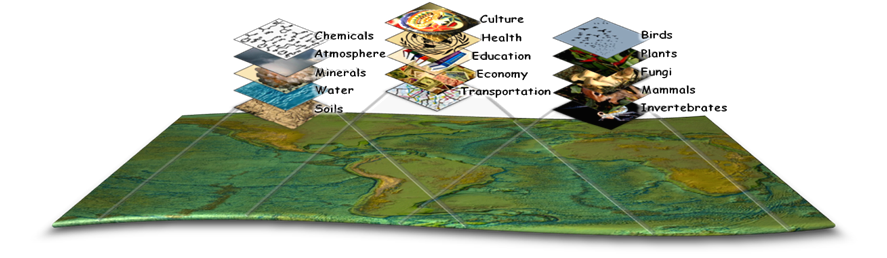 Chemicals
Atmosphere
Minerals
Water
Soils
Culture
Health
Education
Economy
Transportation
Birds
Plants
Fungi
Mammals
Invertebrates